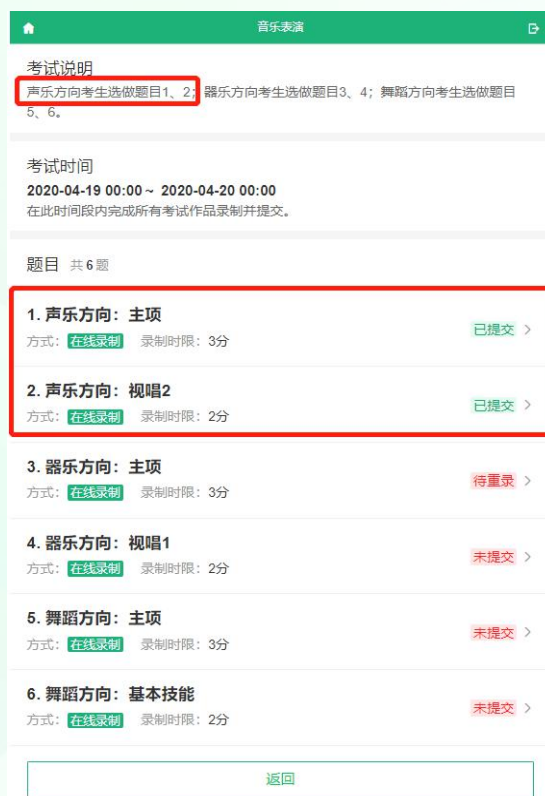 音乐表演
考试说明
声乐方向考生选做题目1、2；器乐方向考生选做题目3、4；舞蹈方向考生选做题目
5、6。
考试时间
2020-04-19 00:00 ~ 2020-04-20 00:00
在此时间段内完成所有考试作品录制并提交。
题目 共6题
1. 声乐方向：主项
方式：在线录制 录制时限：3分
已提交
2. 声乐方向：视唱2
方式：在线录制 录制时限：2分
已提交
3. 器乐方向：主项
方式：在线录制 录制时限：3分
待重录
4. 器乐方向：视唱1
方式：在线录制 录制时限：2分
未提交
5. 舞蹈方向：主项
方式：在线录制 录制时限：3分
未提交
6. 舞蹈方向：基本技能
方式：在线录制 录制时限：2分
未提交
返回